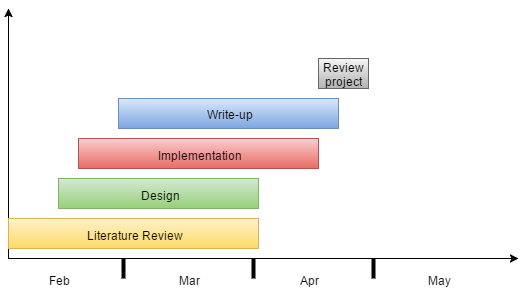 Review
project
Write-up
Implementation
Design
Literature Review
Feb Mar Apr May